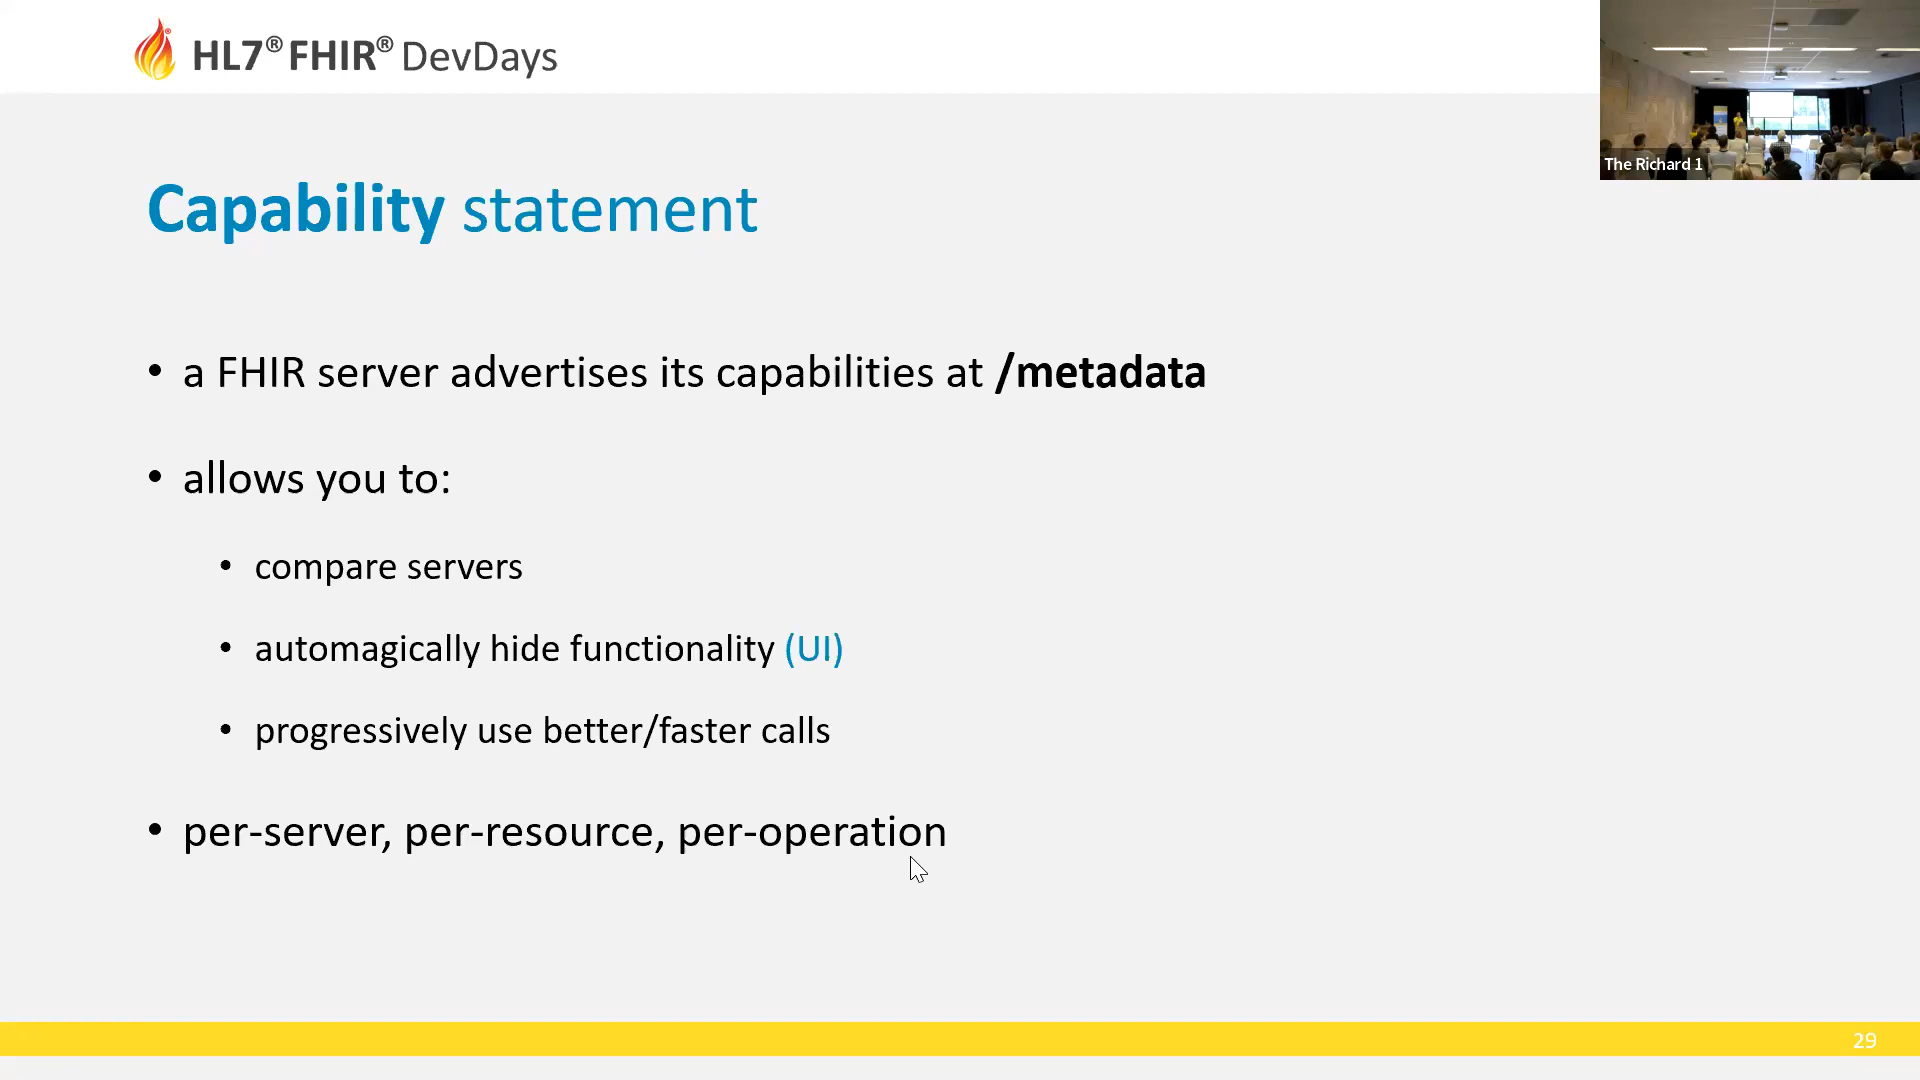 HL7® FHIR® DevDays
The Richard 1
Capability statement
• a FHIR server advertises its capabilities at /metadata
• allows you to:
• compare servers
• automagically hide functionality (UI)
• progressively use better/faster calls
• per-server, per-resource, per-operation
29